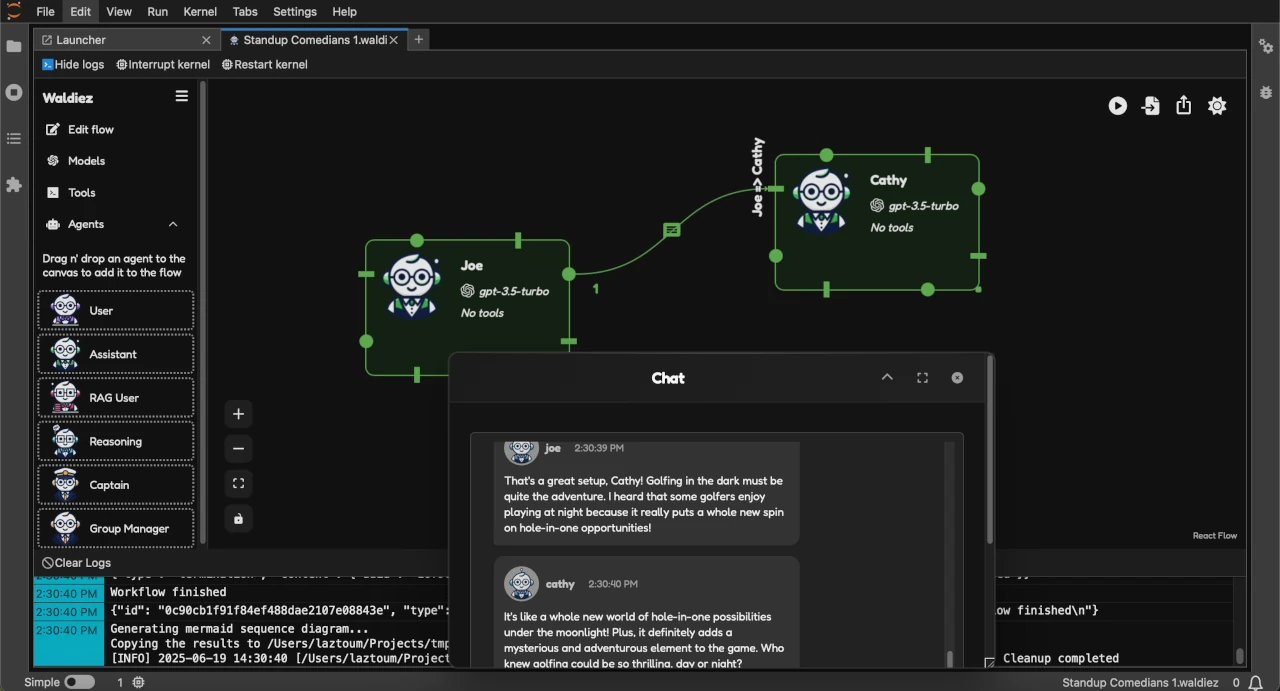 File Edit View Run Kernel Tabs Settings Help
Launcher
Standup Comedians 1.waldi
Hide logs Interrupt kernel Restart kernel
Waldiez
Edit flow
Models
Tools
Agents
Drag n' drop an agent to the
canvas to add it to the flow
User
Assistant
RAG User
Reasoning
Captain
Group Manager
Joe => Cathy
Cathy
gpt-3.5-turbo
No tools
Joe
gpt-3.5-turbo
No tools
1
React Flow
Chat
joe 2:30:39 PM
That's a great setup, Cathy! Golfing in the dark must be
quite the adventure. I heard that some golfers enjoy
playing at night because it really puts a whole new spin
on hole-in-one opportunities!
cathy 2:30:40 PM
It's like a whole new world of hole-in-one possibilities
under the moonlight! Plus, it definitely adds a
mysterious and adventurous element to the game. Who
knew golfing could be so thrilling, day or night?
Clear Logs
2:30:40 PM Workflow finished
2:30:40 PM {"id": "0c90cb1f91f84ef488dae2107e08843e", "type": ow finished\n"}
2:30:40 PM Generating mermaid sequence diagram...
Copying the results to /Users/laztoum/Projects/tmp
[INFO] 2025-06-19 14:30:40 [/Users/laztoum/Project Cleanup completed
Simple 1 Standup Comedians 1.waldiez 0